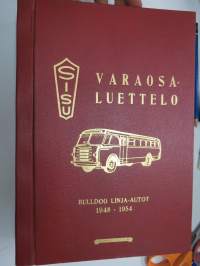 SISU
VARAOSA-
LUETTELO
BULLDOG LINJA-AUTOT
1948 - 1954